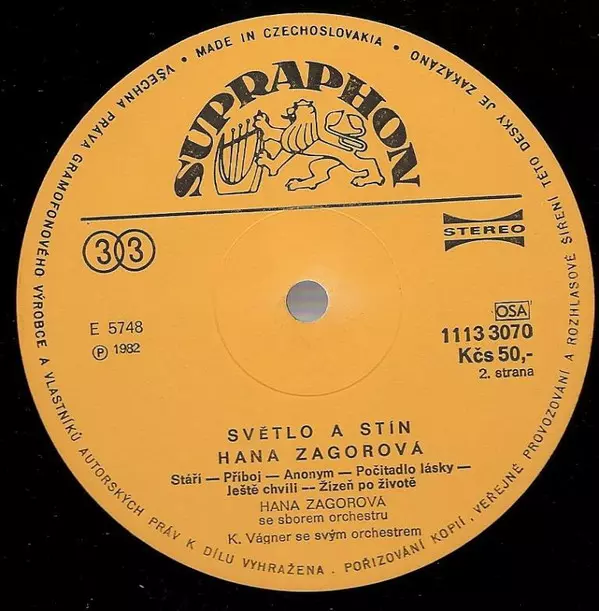 VŠECHNA PRÁVA GRAMOFONOVÉHO VÝROBCE A VLASTNÍKŮ AUTORSKÝCH PRÁV K DÍLU VYHRAŽENA. POŘIZOVÁNÍ KOPIÍ, VEŘEJNÉ PROVOZOVÁNÍ A ROZHLASOVÉ ŠÍŘENÍ TÉTO DESKY JE ZAKÁZÁNO • MADE IN CZECHOSLOVAKIA •
SUPRAPHON
33
STEREO
E 5748
Ⓟ 1982
OSA
1113 3070
Kčs 50,-
2. strana
SVĚTLO A STÍN
HANA ZAGOROVÁ
Stáří — Příboj — Anonym — Počitadlo lásky —
Ještě chvíli — Žízeň po životě
HANA ZAGOROVÁ
se sborem orchestru
K. Vágner se svým orchestrem